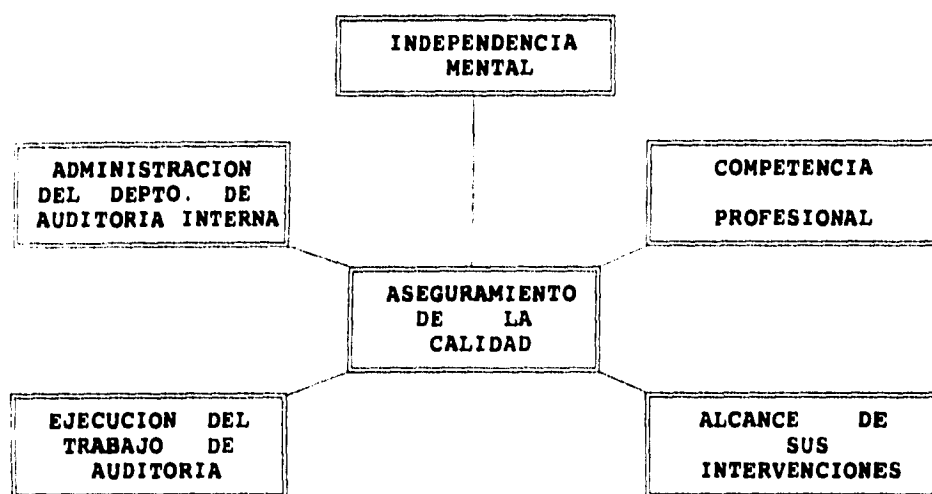 INDEPENDENCIA
MENTAL
ADMINISTRACION
DEL DEPTO. DE
AUDITORIA INTERNA
COMPETENCIA
PROFESIONAL
ASEGURAMIENTO
DE LA
CALIDAD
EJECUCION DEL
TRABAJO DE
AUDITORIA
ALCANCE DE
SUS
INTERVENCIONES